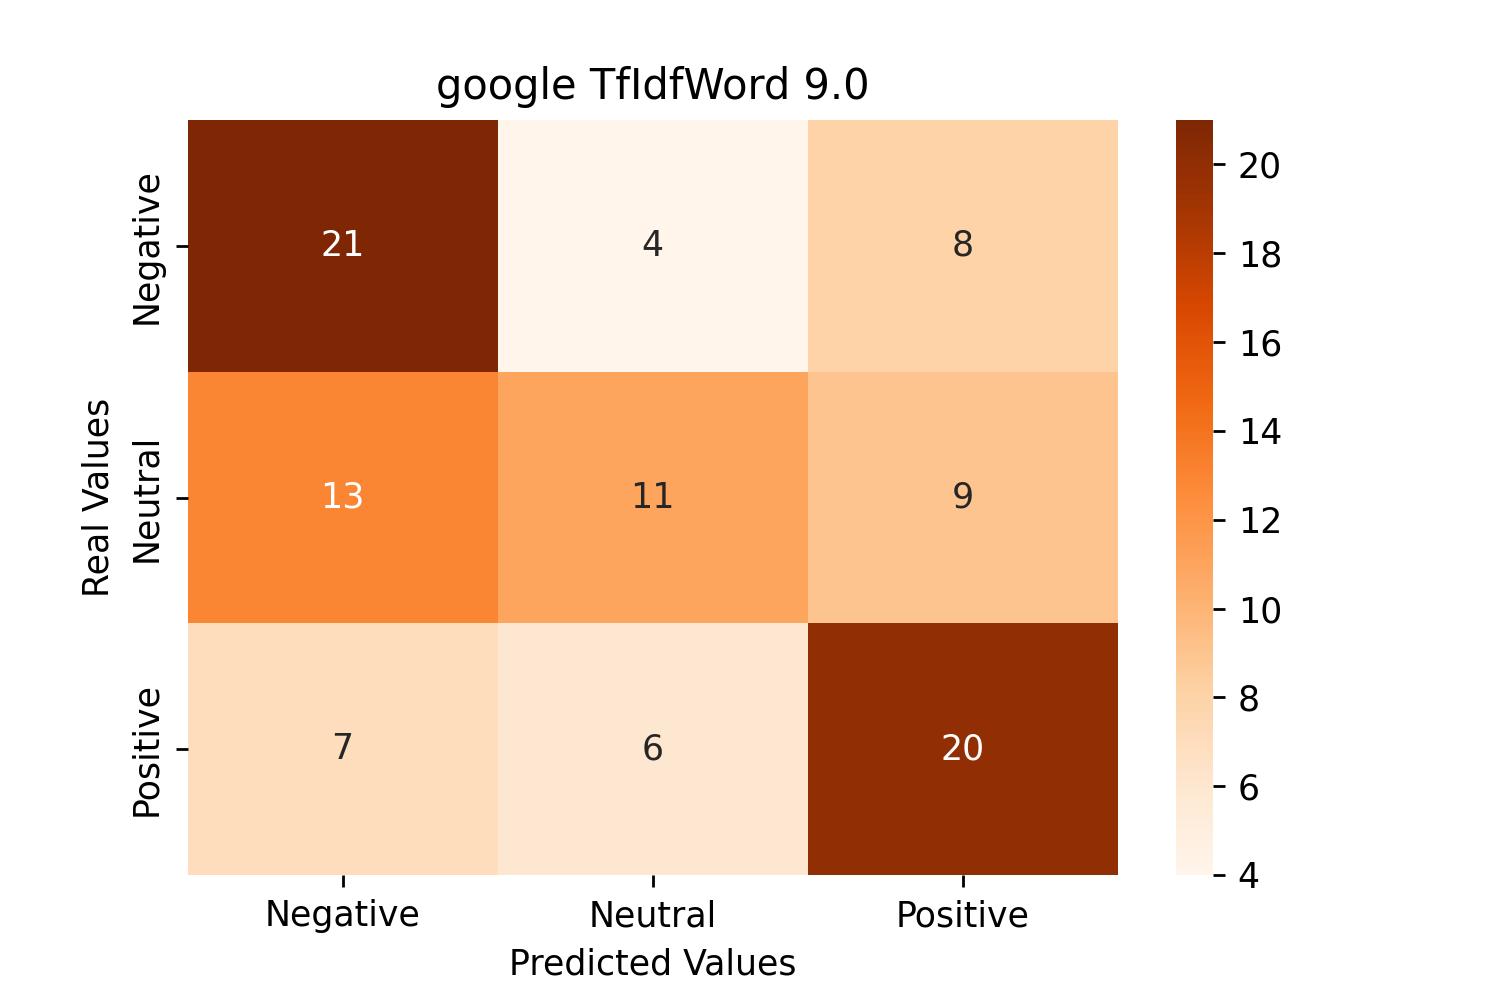 google TfIdfWord 9.0
Real Values
Negative
21 4 8
Neutral
13 11 9
Positive
7 6 20
Negative Neutral Positive
Predicted Values
20
18
16
14
12
10
8
6
4